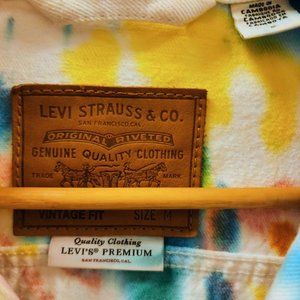 MADE IN
CAMBODIA
LEVI STRAUSS & CO.
SAN FRANCISCO, CAL.
ORIGINAL RIVETED
GENUINE QUALITY CLOTHING
TRADE MARK
VINTAGE FIT SIZE M
Quality Clothing
LEVI'S® PREMIUM
SAN FRANCISCO, CAL.